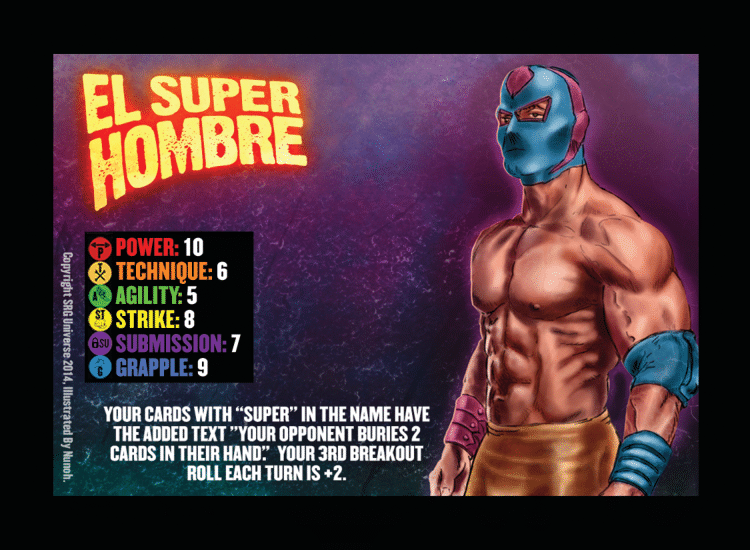 EL SUPER
HOMBRE
P POWER: 10
T TECHNIQUE: 6
A AGILITY: 5
ST STRIKE: 8
SU SUBMISSION: 7
G GRAPPLE: 9
YOUR CARDS WITH “SUPER” IN THE NAME HAVE
THE ADDED TEXT ”YOUR OPPONENT BURIES 2
CARDS IN THEIR HAND”. YOUR 3RD BREAKOUT
ROLL EACH TURN IS +2.
Copyright SRG Universe 2014. Illustrated By Nunoh.